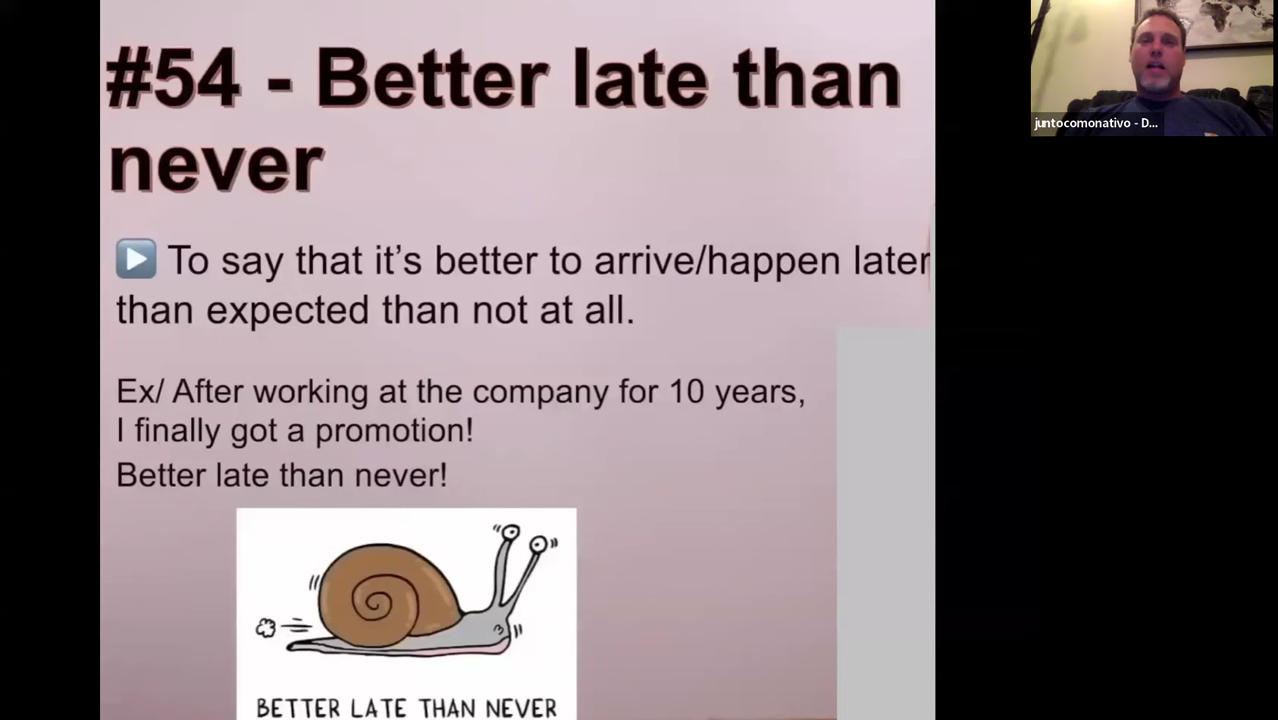 #54 - Better late than
never
juntocomonativo - D...
To say that it’s better to arrive/happen later
than expected than not at all.
Ex/ After working at the company for 10 years,
I finally got a promotion!
Better late than never!
BETTER LATE THAN NEVER